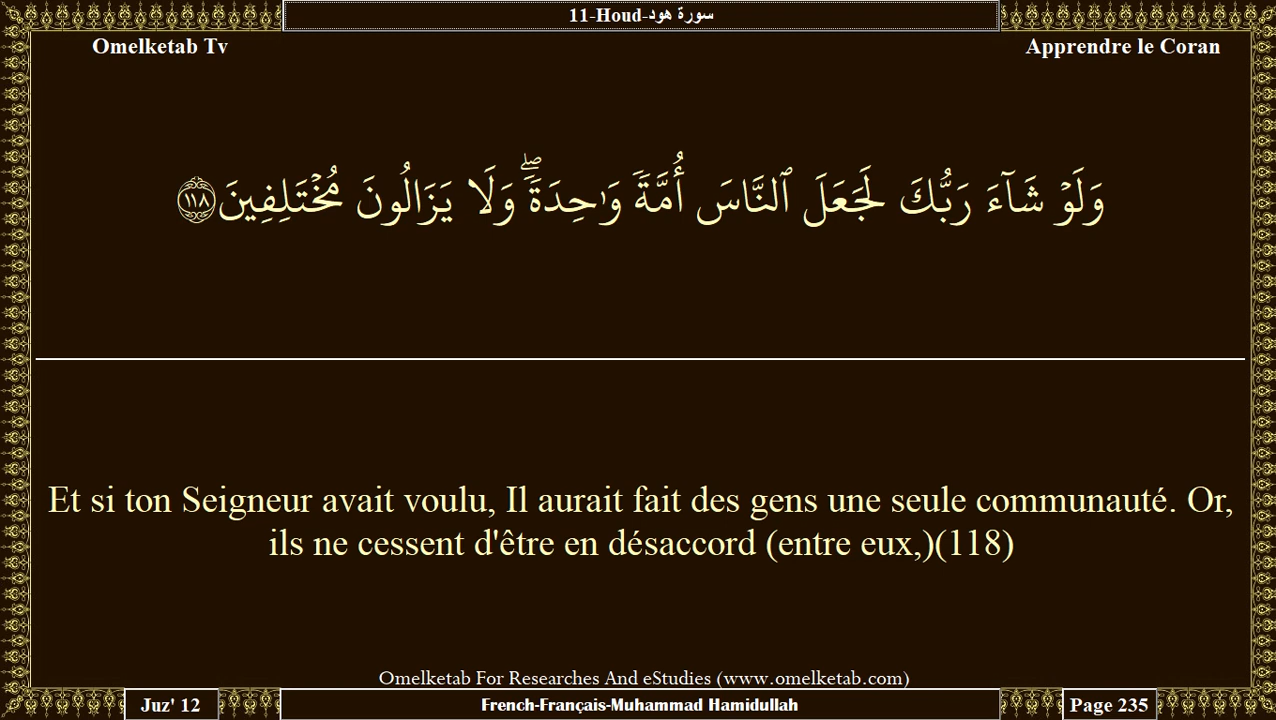 11-Houd-سورة هود
Omelketab Tv
Apprendre le Coran
وَلَوۡ شَآءَ رَبُّكَ لَجَعَلَ ٱلنَّاسَ أُمَّةٗ وَٰحِدَةٗۖ وَلَا يَزَالُونَ مُخۡتَلِفِينَ ١١٨
Et si ton Seigneur avait voulu, Il aurait fait des gens une seule communauté. Or,
ils ne cessent d'être en désaccord (entre eux,)(118)
Omelketab For Researches And eStudies (www.omelketab.com)
Juz' 12
French-Français-Muhammad Hamidullah
Page 235